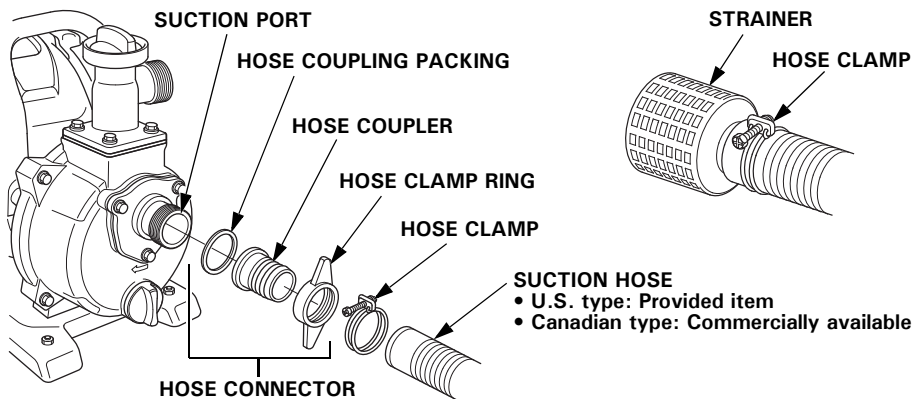 SUCTION PORT
HOSE COUPLING PACKING
HOSE COUPLER
HOSE CLAMP RING
HOSE CLAMP
SUCTION HOSE
• U.S. type: Provided item
• Canadian type: Commercially available
HOSE CONNECTOR
STRAINER
HOSE CLAMP